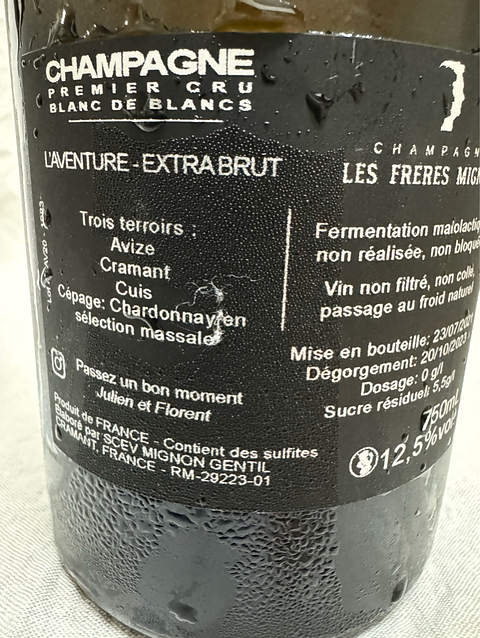 CHAMPAGNE
PREMIER CRU
BLANC DE BLANCS
L'AVENTURE - EXTRA BRUT
Trois terroirs :
Avize
Cramant
Cuis
Cépage: Chardonnay en
sélection massale
Passez un bon moment
Julien et Florent
Produit de FRANCE - Contient des sulfites
Elaboré par SCEV MIGNON GENTIL
CRAMANT, FRANCE - RM-29223-01
CHAMPAGN
LES FRÈRES MIG
Fermentation malolactiq
non réalisée, non bloqué
Vin non filtré, non collé,
passage au froid naturel
Mise en bouteille: 23/07/202
Dégorgement: 20/10/2023
Dosage: 0 g/l
Sucre résiduel: 5,5g/l
750mL
12,5%vol